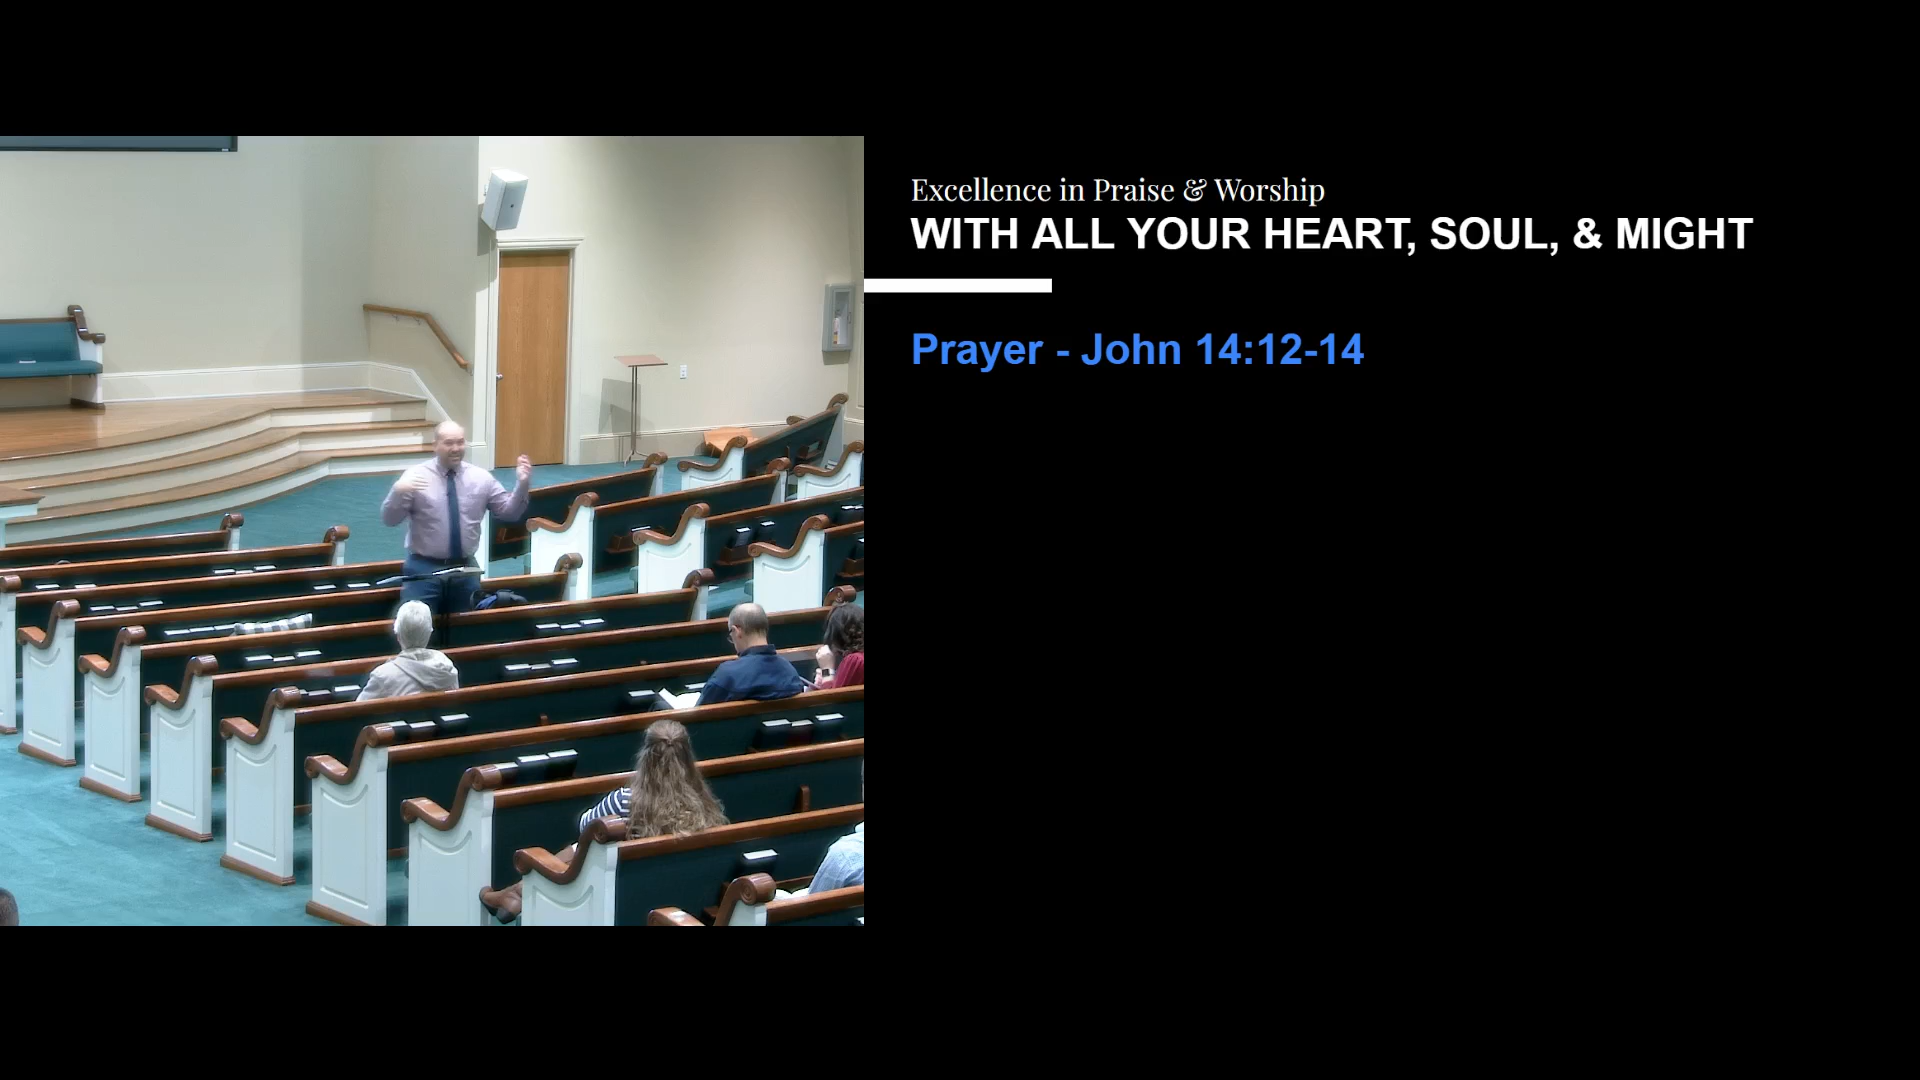 Excellence in Praise & Worship
WITH ALL YOUR HEART, SOUL, & MIGHT
Prayer - John 14:12-14